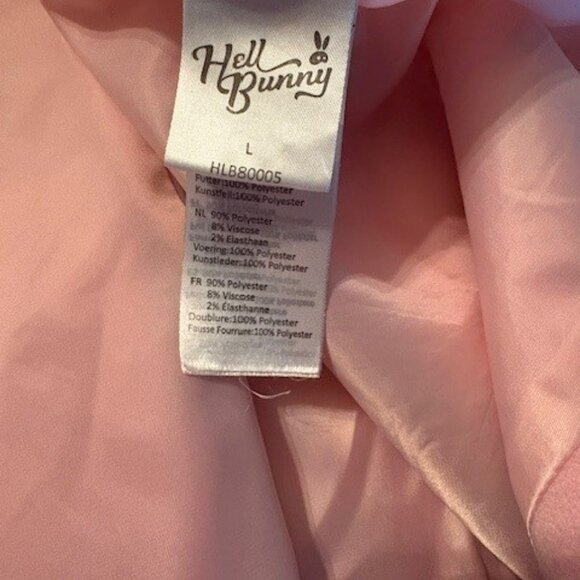 Hell
Bunny
L
HLB80005
Futter:100% Polyester
Kunstfell:100% Polyester
NL 90% Polyester
8% Viscose
2% Elasthaan
Voering:100% Polyester
Kunstleder:100% Polyester
FR 90% Polyester
8% Viscose
2% Élasthanne
Doublure:100% Polyester
Fausse Fourrure:100% Polyester